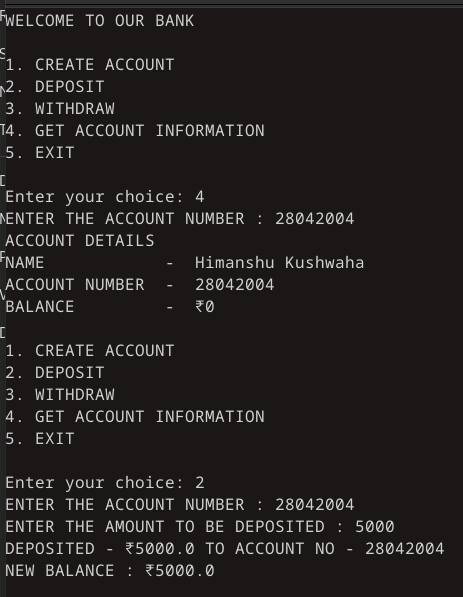 WELCOME TO OUR BANK
1. CREATE ACCOUNT
2. DEPOSIT
3. WITHDRAW
4. GET ACCOUNT INFORMATION
5. EXIT
Enter your choice: 4
ENTER THE ACCOUNT NUMBER : 28042004
ACCOUNT DETAILS
NAME - Himanshu Kushwaha
ACCOUNT NUMBER - 28042004
BALANCE - ₹0
1. CREATE ACCOUNT
2. DEPOSIT
3. WITHDRAW
4. GET ACCOUNT INFORMATION
5. EXIT
Enter your choice: 2
ENTER THE ACCOUNT NUMBER : 28042004
ENTER THE AMOUNT TO BE DEPOSITED : 5000
DEPOSITED - ₹5000.0 TO ACCOUNT NO - 28042004
NEW BALANCE : ₹5000.0